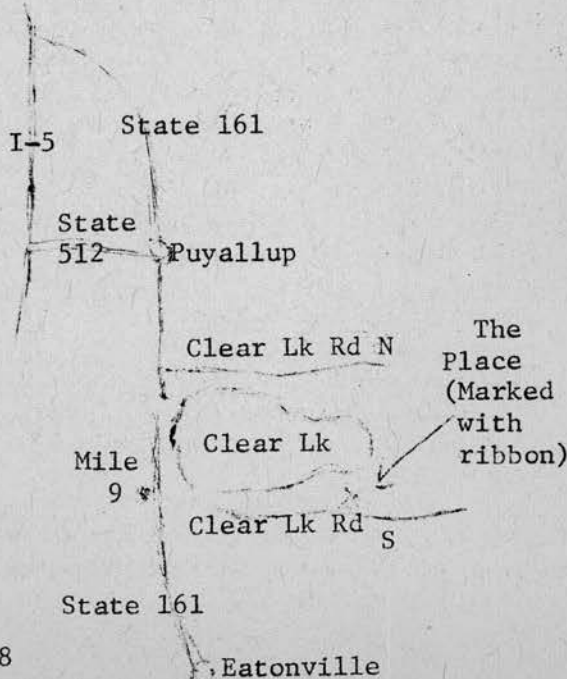 State 161
I-5
State
512
Puyallup
Clear Lk Rd N
The
Place
(Marked
with
ribbon)
Clear Lk
Mile
9
Clear Lk Rd S
State 161
8
Eatonville